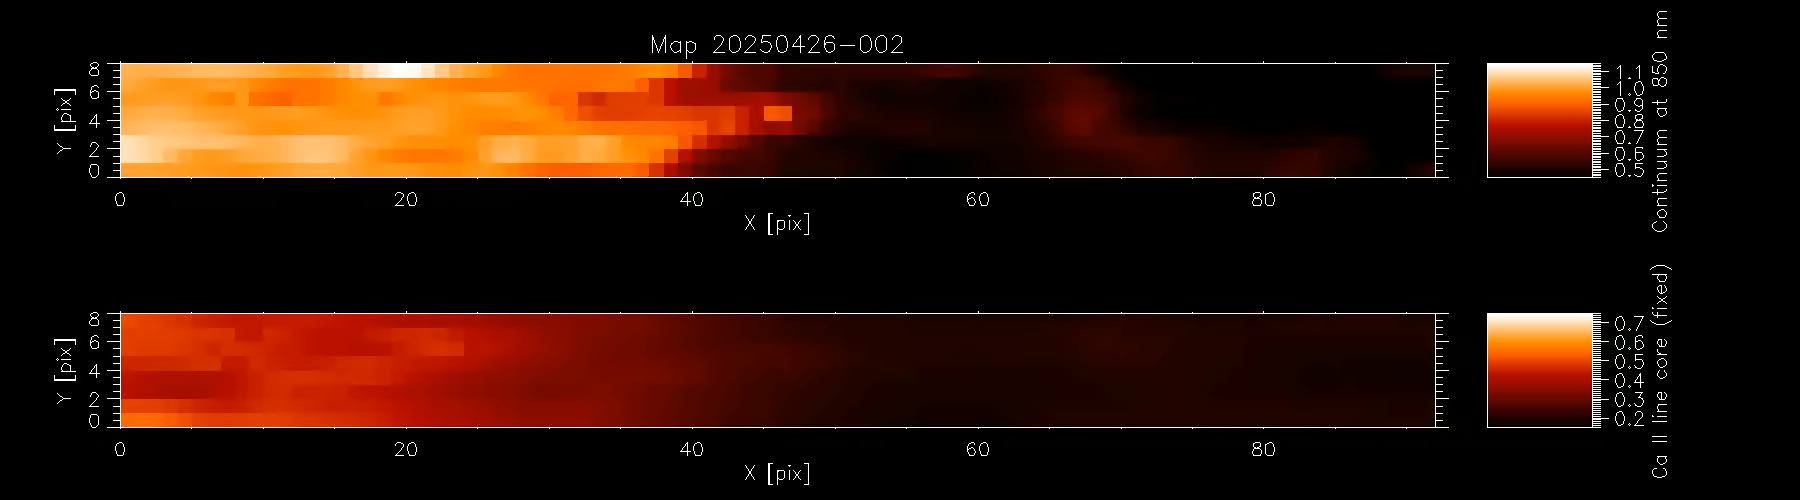 Map 20250426-002
8
6
4
2
0
Y [pix]
0 20 40 60 80
X [pix]
1.1
1.0
0.9
0.8
0.7
0.6
0.5
Continuum at 850 nm
8
6
4
2
0
Y [pix]
0 20 40 60 80
X [pix]
0.7
0.6
0.5
0.4
0.3
0.2
Ca II line core (fixed)